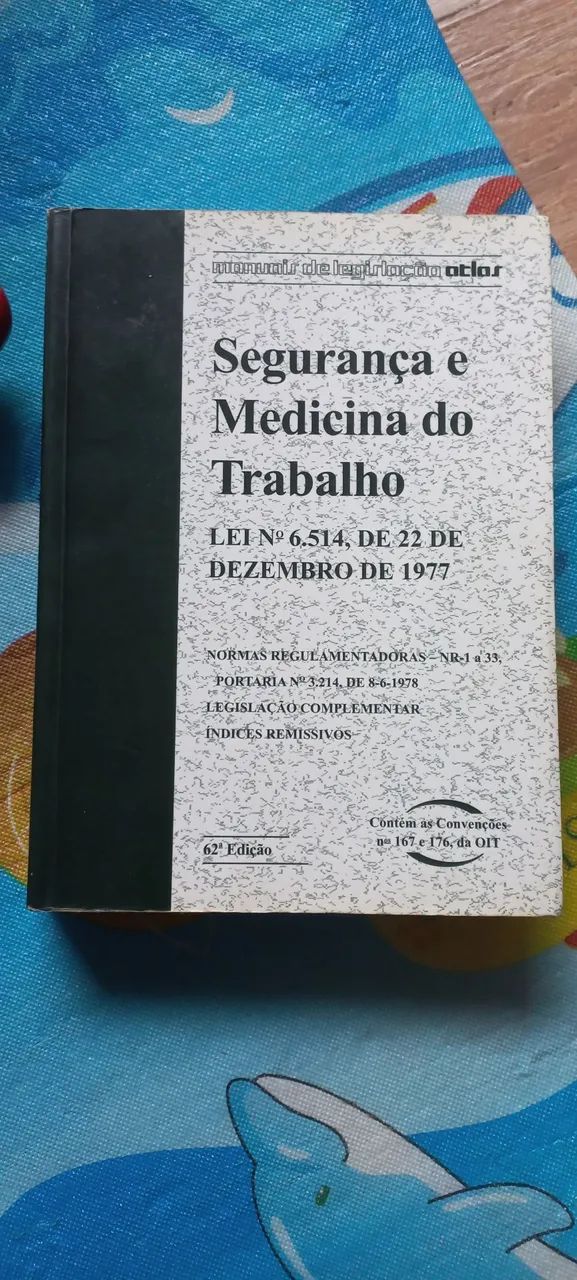 manuais de legislação atlas
Segurança e
Medicina do
Trabalho
LEI Nº 6.514, DE 22 DE
DEZEMBRO DE 1977
NORMAS REGULAMENTADORAS – NR-1 a 33,
PORTARIA Nº 3.214, DE 8-6-1978
LEGISLAÇÃO COMPLEMENTAR
ÍNDICES REMISSIVOS
Contém as Convenções
nos 167 e 176, da OIT
62ª Edição